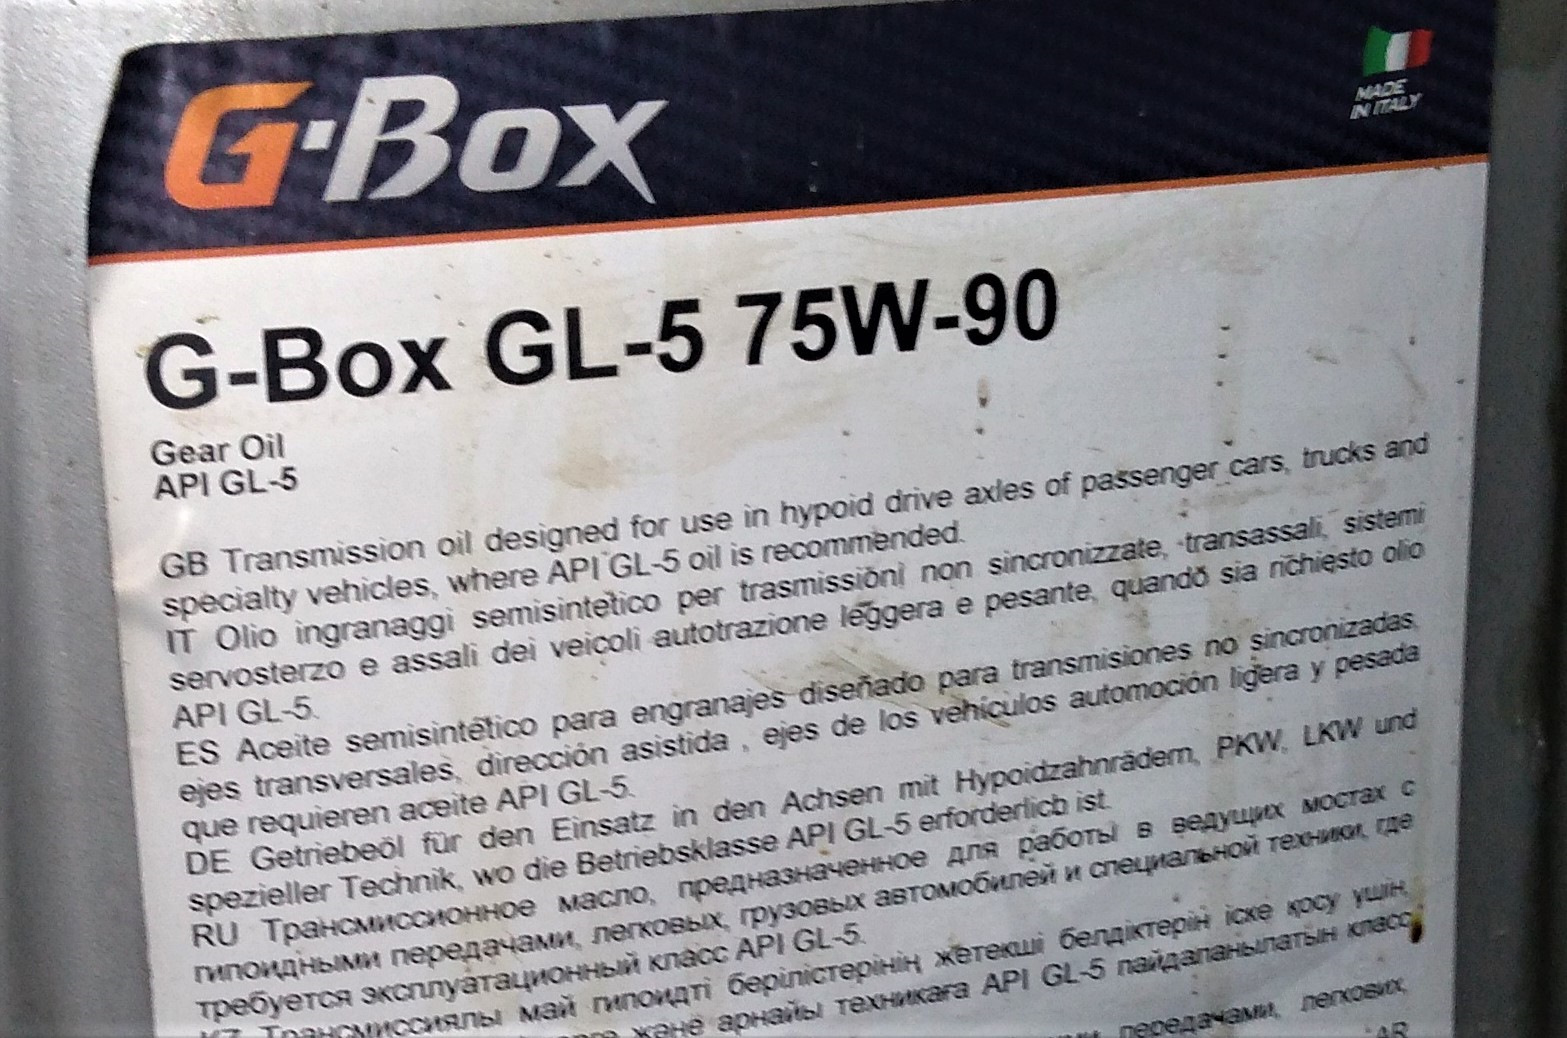 G-Box
MADE
IN ITALY
G-Box GL-5 75W-90
Gear Oil
API GL-5
GB Transmission oil designed for use in hypoid drive axles of passenger cars, trucks and
specialty vehicles, where API GL-5 oil is recommended.
IT Olio ingranaggi semisintetico per trasmissioni non sincronizzate, transassali, sistemi
servosterzo e assali dei veicoli autotrazione leggera e pesante, quando sia richiesto olio
API GL-5.
ES Aceite semisintético para engranajes diseñado para transmisiones no sincronizadas,
ejes transversales, dirección asistida , ejes de los vehículos automoción ligera y pesada
que requieren aceite API GL-5.
DE Getriebeöl für den Einsatz in den Achsen mit Hypoidzahnrädern, PKW, LKW und
spezieller Technik, wo die Betriebsklasse API GL-5 erforderlich ist.
RU Трансмиссионное масло, предназначенное для работы в ведущих мостах с
гипоидными передачами, легковых, грузовых автомобилей и специальной техники, где
требуется эксплуатационный класс API GL-5.
KZ Трансмиссиялы май гипоидті берілістерінің жетекші белдіктерін іске қосу үшін,
және арнайы техникаға API GL-5 пайдаланылатын класс
передачами, легкових,